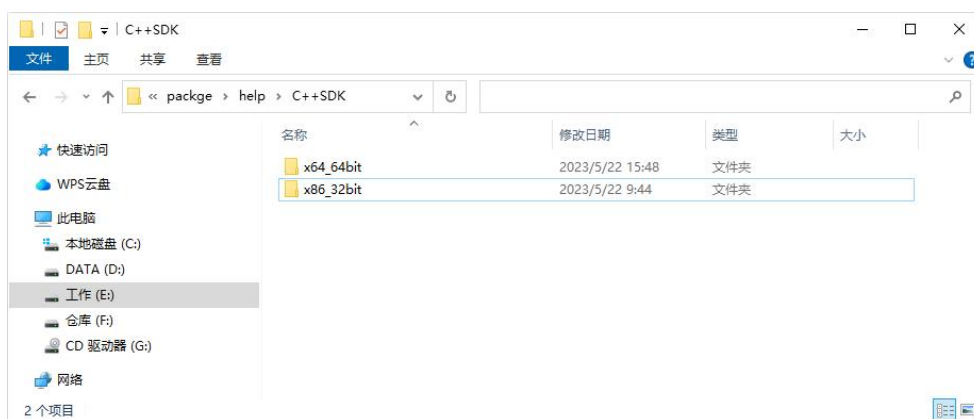 C++SDK
文件 主页 共享 查看
« packge › help › C++SDK
名称 修改日期 类型 大小
快速访问
x64_64bit 2023/5/22 15:48 文件夹
WPS云盘
x86_32bit 2023/5/22 9:44 文件夹
此电脑
本地磁盘 (C:)
DATA (D:)
工作 (E:)
仓库 (F:)
CD 驱动器 (G:)
网络
2 个项目